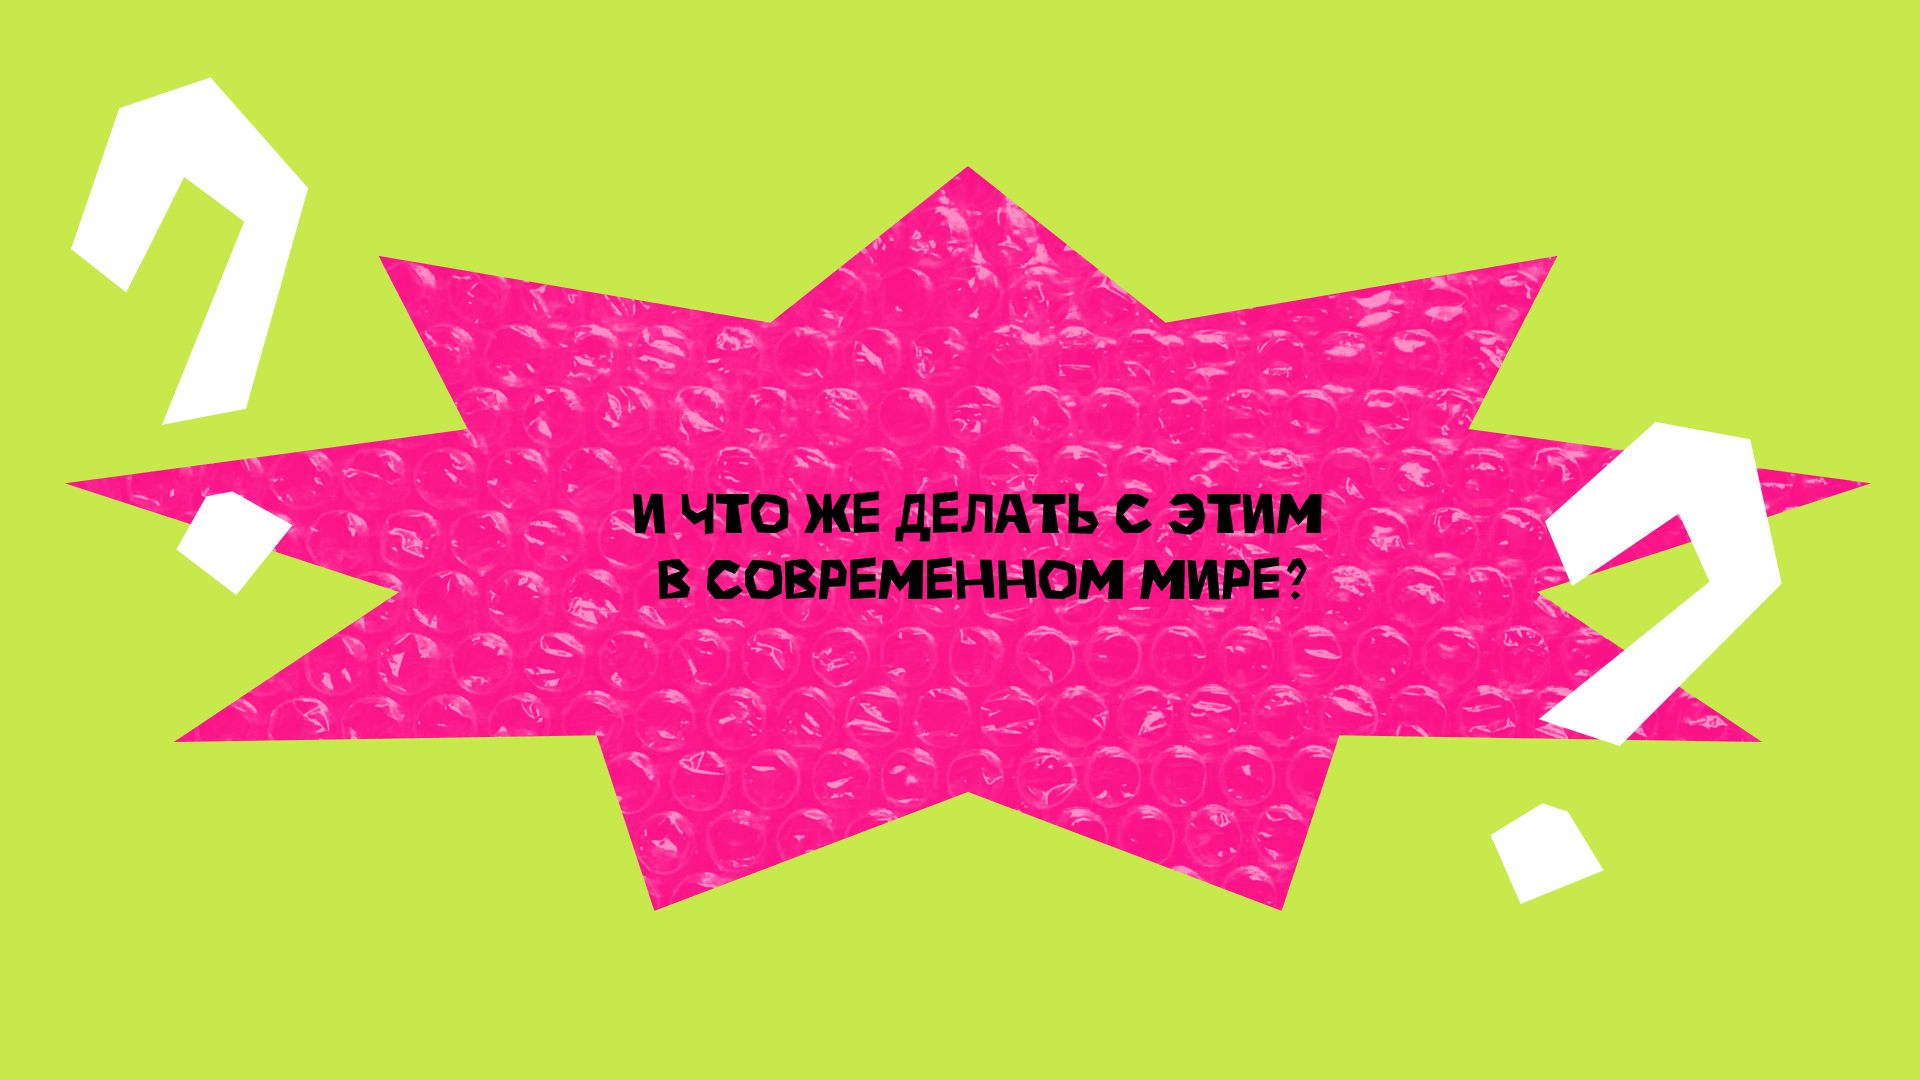 И ЧТО ЖЕ ДЕЛАТЬ С ЭТИМ
В СОВРЕМЕННОМ МИРЕ?